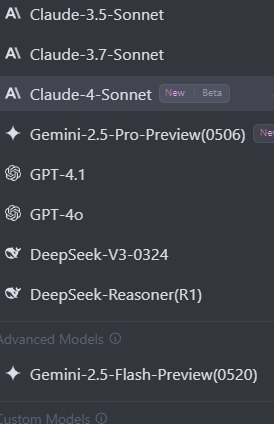 Claude-3.5-Sonnet
Claude-3.7-Sonnet
Claude-4-Sonnet New Beta
Gemini-2.5-Pro-Preview(0506) Ne
GPT-4.1
GPT-4o
DeepSeek-V3-0324
DeepSeek-Reasoner(R1)
Advanced Models
Gemini-2.5-Flash-Preview(0520)
Custom Models